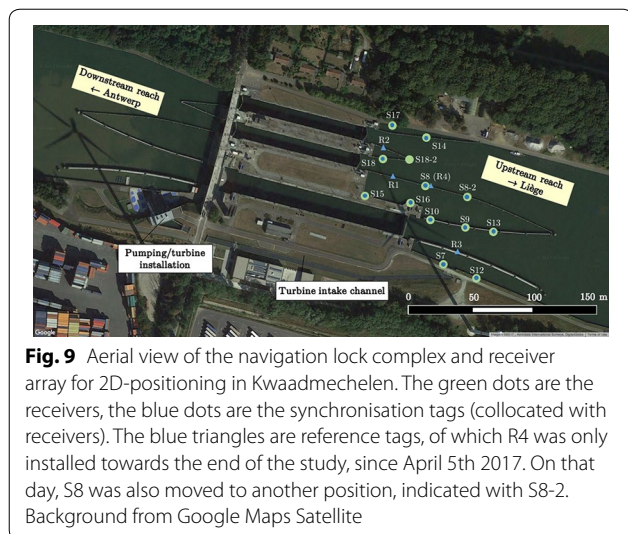 Downstream reach
← Antwerp
S17
S14
R2
S18
S18-2
Upstream reach
→ Liège
R1
S8 (R4)
S8-2
S15
S16
S10
S9
S13
R3
S7
S12
Pumping/turbine
installation
Turbine intake channel
0
50
100
150 m
Google
Fig. 9 Aerial view of the navigation lock complex and receiver
array for 2D-positioning in Kwaadmechelen. The green dots are the
receivers, the blue dots are the synchronisation tags (collocated with
receivers). The blue triangles are reference tags, of which R4 was only
installed towards the end of the study, since April 5th 2017. On that
day, S8 was also moved to another position, indicated with S8-2.
Background from Google Maps Satellite